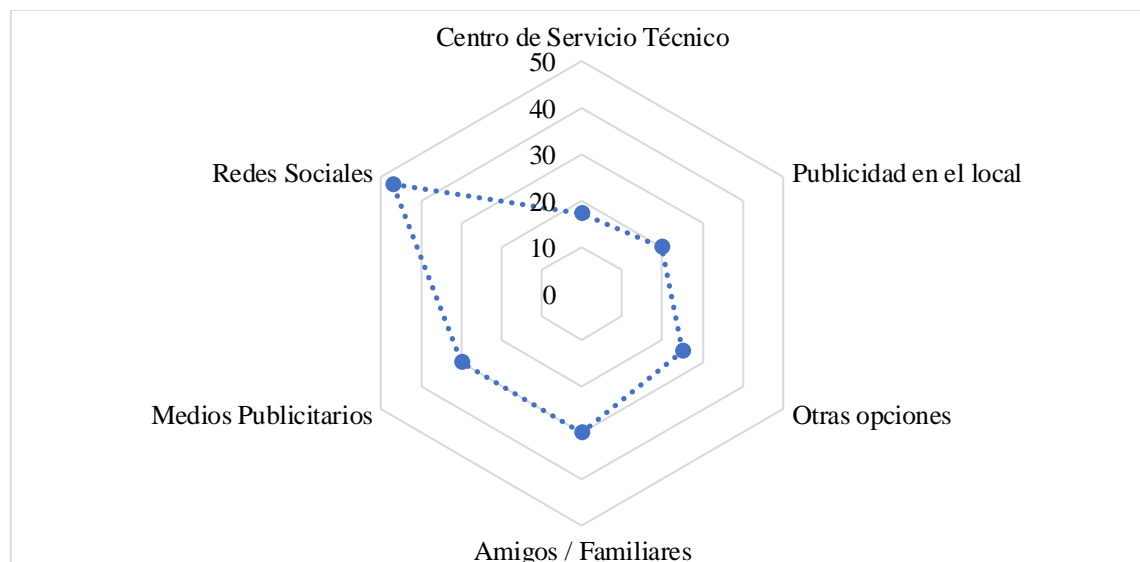 Centro de Servicio Técnico
50
40
Redes Sociales
Publicidad en el local
30
20
10
0
Medios Publicitarios
Otras opciones
Amigos / Familiares